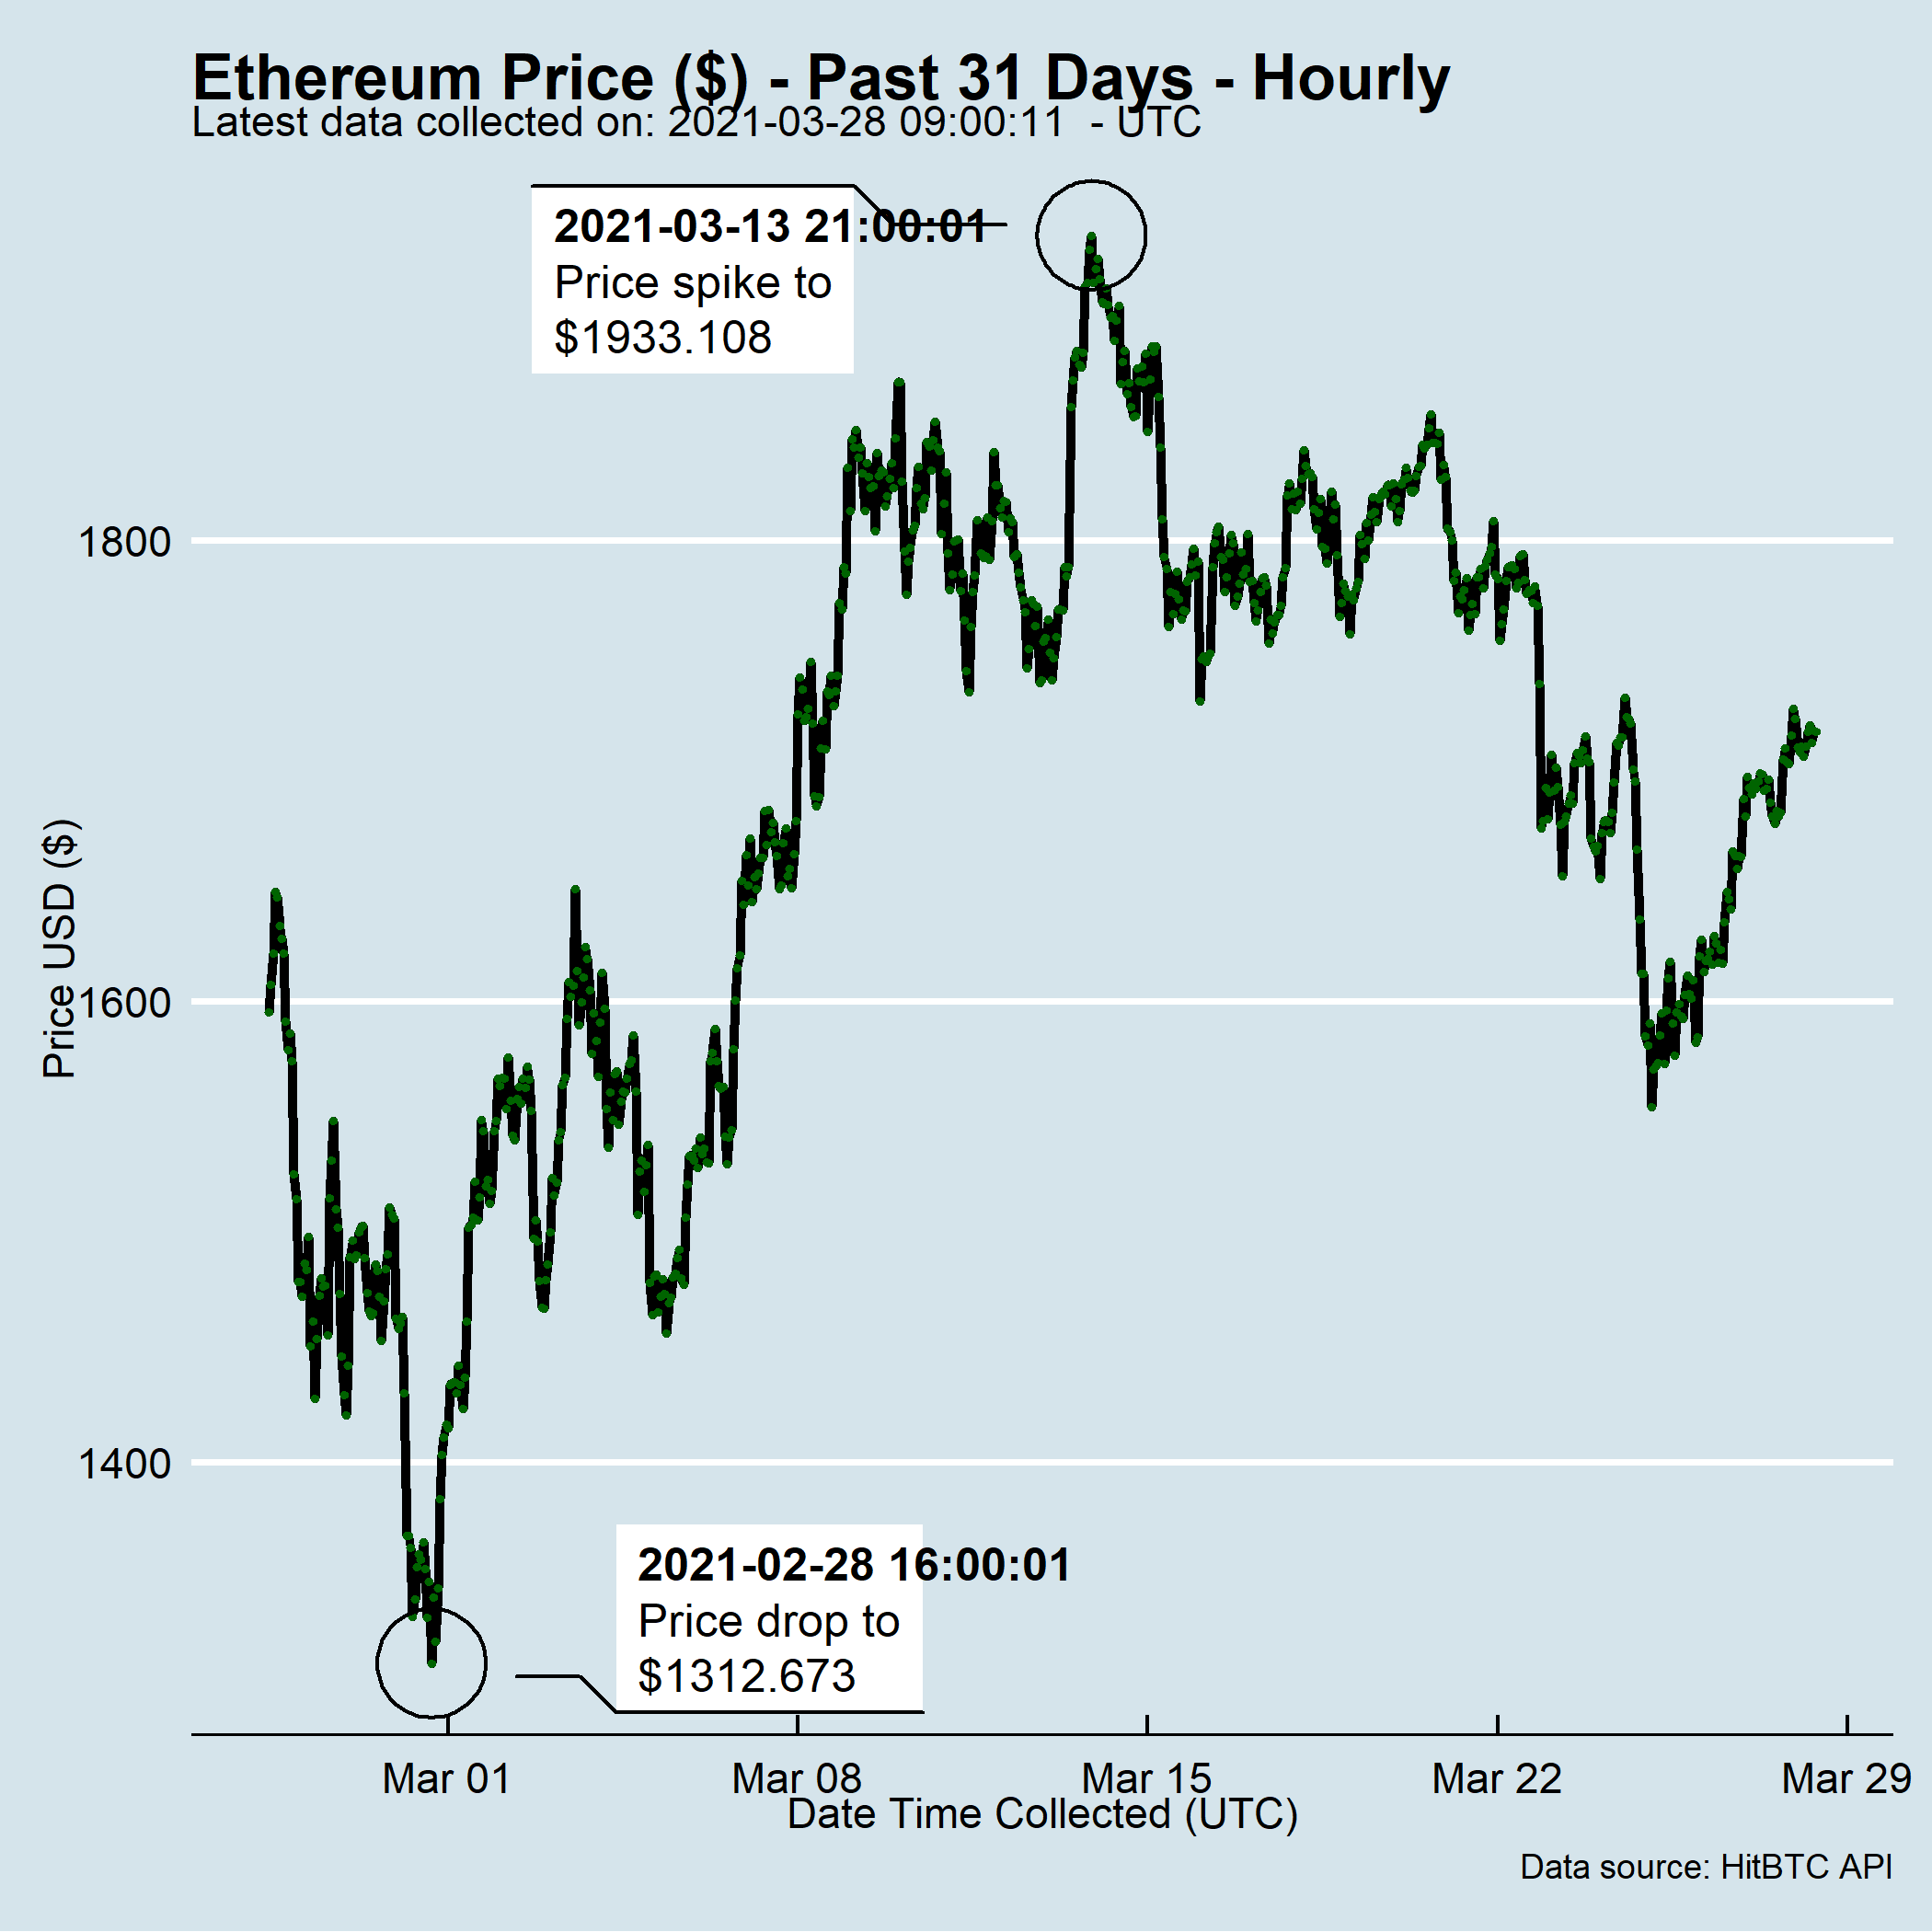 Ethereum Price ($) - Past 31 Days - Hourly
Latest data collected on: 2021-03-28 09:00:11  - UTC
2021-03-13 21:00:01
Price spike to
$1933.108
1800
1600
1400
Price USD ($)
2021-02-28 16:00:01
Price drop to
$1312.673
Mar 01
Mar 08
Mar 15
Mar 22
Mar 29
Date Time Collected (UTC)
Data source: HitBTC API